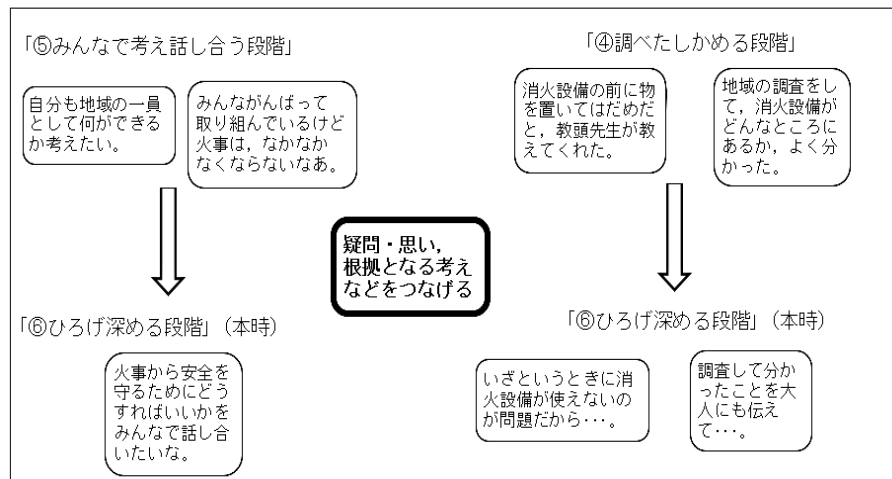 「⑤みんなで考え話し合う段階」
自分も地域の一員
として何ができる
か考えたい。
みんながんばって
取り組んでいるけど
火事は，なかなか
なくならないなあ。
「⑥ひろげ深める段階」（本時）
火事から安全を
守るためにどう
すればいいかを
みんなで話し合
いたいな。
疑問・思い，
根拠となる考え
などをつなげる
「④調べたしかめる段階」
消火設備の前に物
を置いてはだめだ
と，教頭先生が教
えてくれた。
地域の調査をし
て，消火設備が
どんなところに
あるか，よく分
かった。
「⑥ひろげ深める段階」（本時）
いざというときに消
火設備が使えないの
が問題だから・・・。
調査して分か
ったことを大
人にも伝え
て・・・。